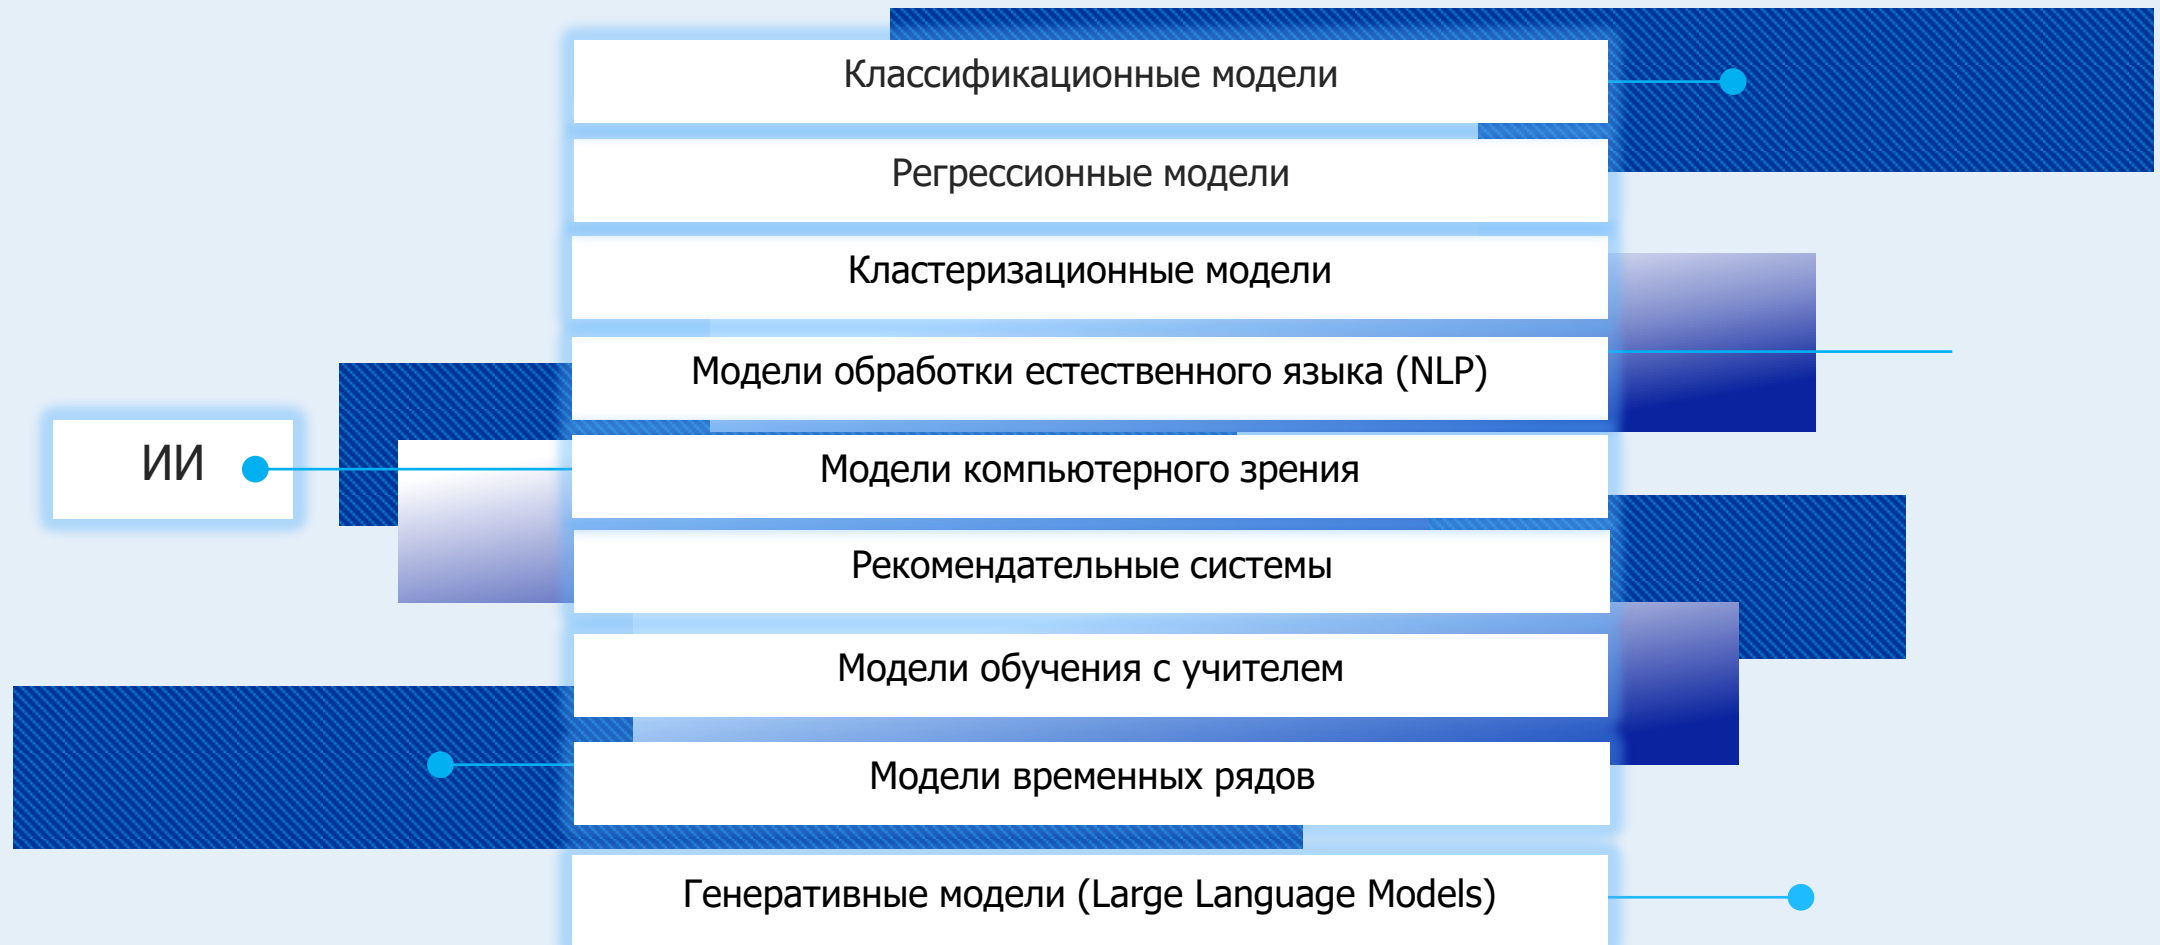 Классификационные модели
Регрессионные модели
Кластеризационные модели
Модели обработки естественного языка (NLP)
ИИ
Модели компьютерного зрения
Рекомендательные системы
Модели обучения с учителем
Модели временных рядов
Генеративные модели (Large Language Models)